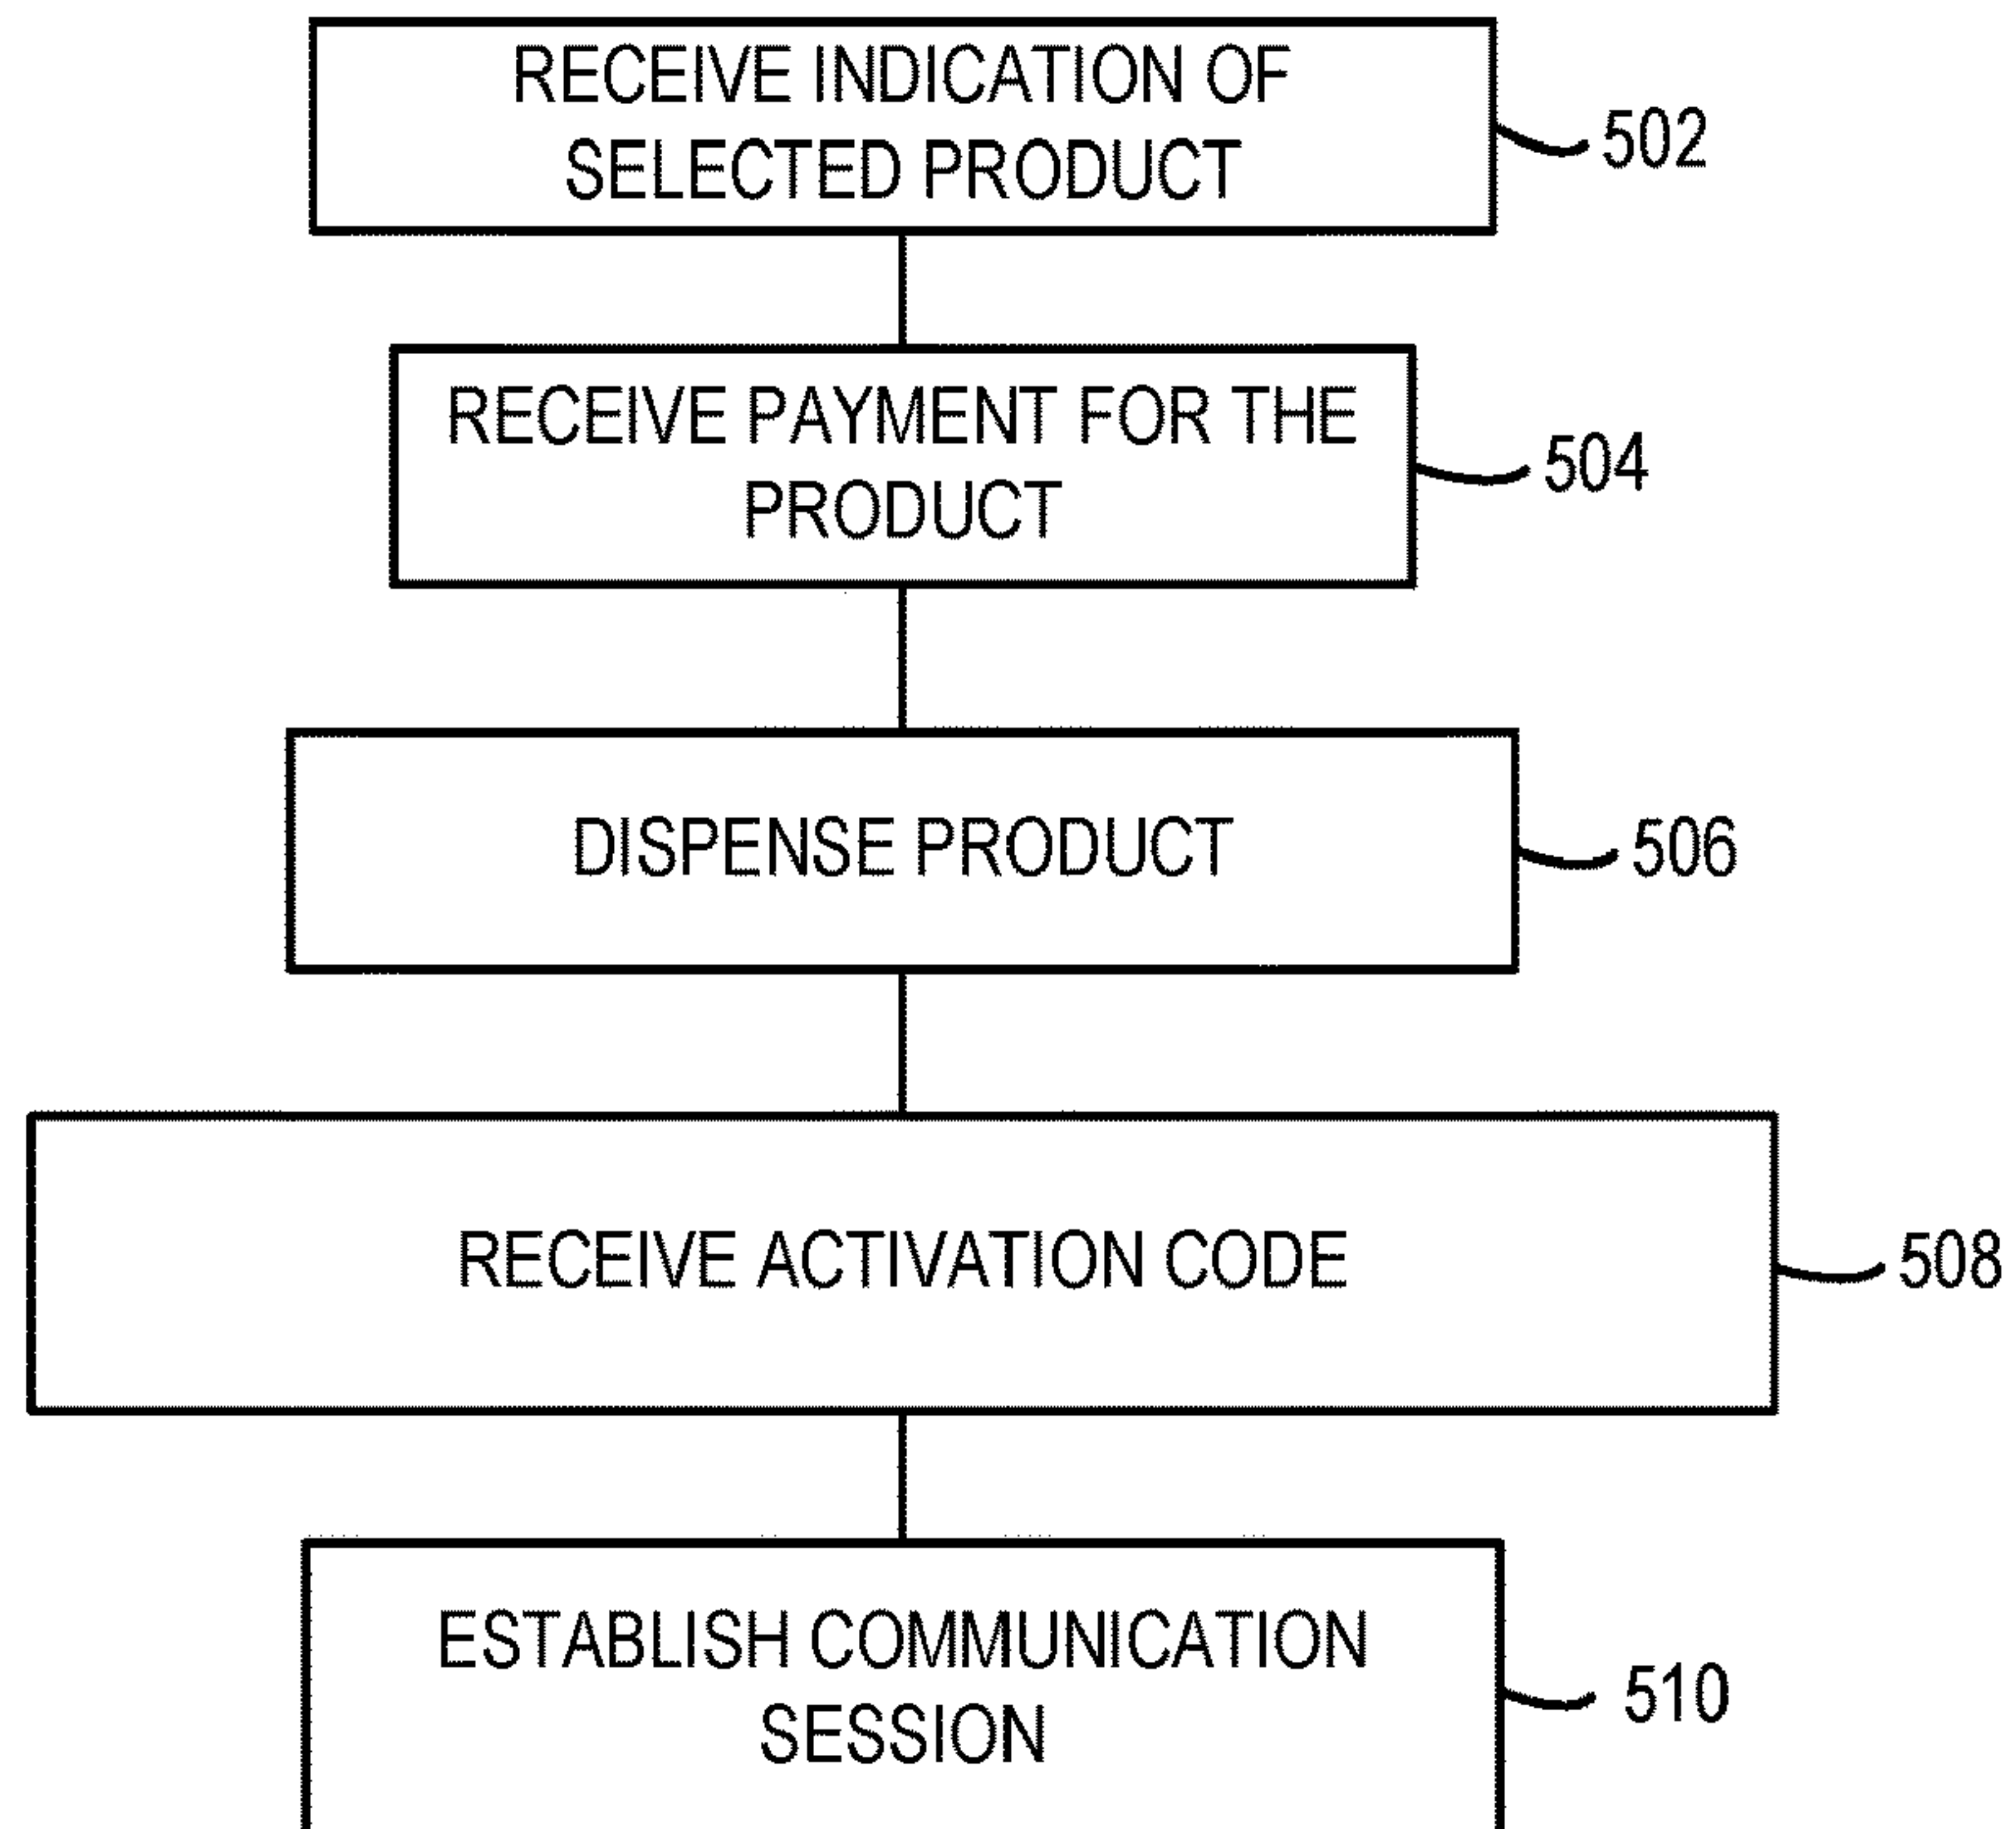 RECEIVE INDICATION OF
SELECTED PRODUCT
502
RECEIVE PAYMENT FOR THE
PRODUCT
504
DISPENSE PRODUCT
506
RECEIVE ACTIVATION CODE
508
ESTABLISH COMMUNICATION
SESSION
510